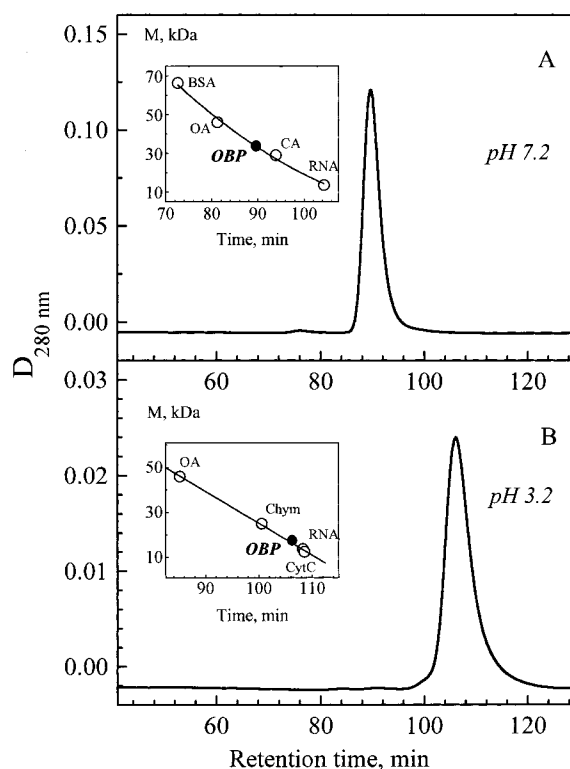 0.15
A
pH 7.2
M, kDa
70
BSA
OA
50
OBP
CA
30
RNA
10
70 80 90 100
Time, min
0.10
0.05
0.00
60 80 100 120
D280 nm
0.03
B
pH 3.2
M, kDa
OA
50
Chym
30
RNA
OBP
10
CytC
90 100 110
Time, min
0.02
0.01
0.00
60 80 100 120
Retention time, min